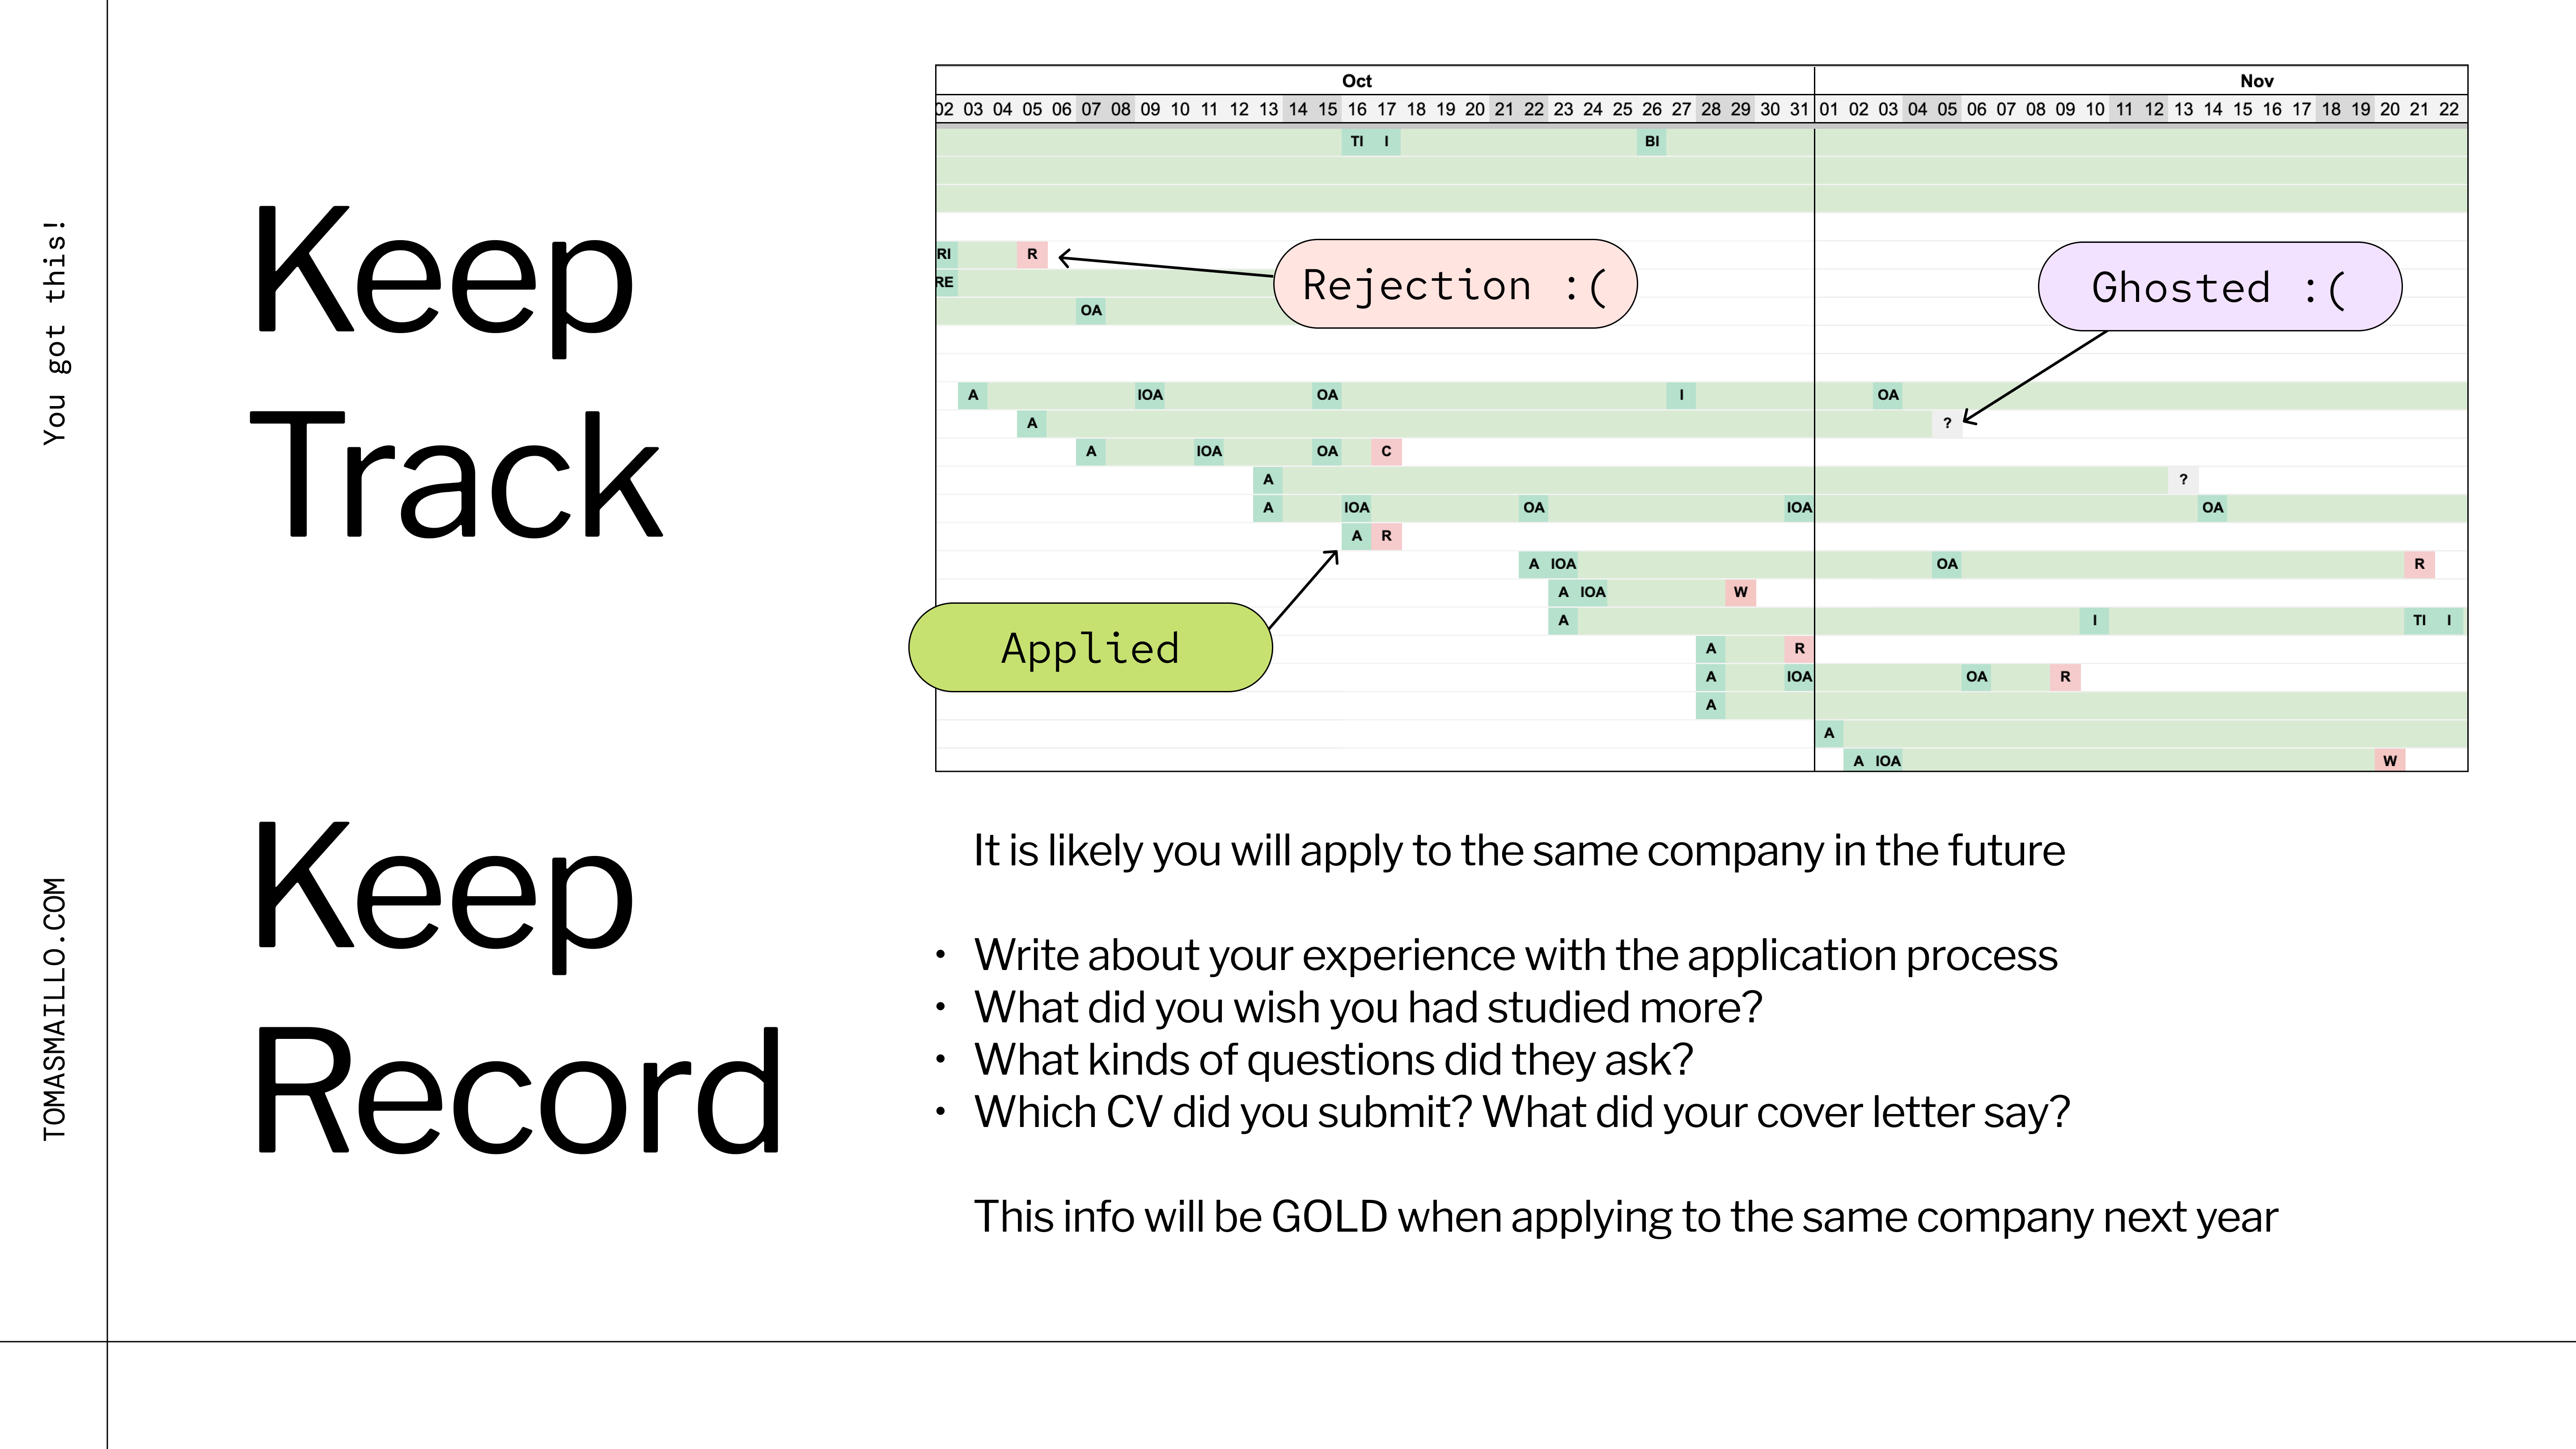 You got this!
TOMASMAILLO.COM
Keep
Track
Oct Nov
02 03 04 05 06 07 08 09 10 11 12 13 14 15 16 17 18 19 20 21 22 23 24 25 26 27 28 29 30 31 01 02 03 04 05 06 07 08 09 10 11 12 13 14 15 16 17 18 19 20 21 22
TI I BI
RI R
RE
OA
Rejection :(
Ghosted :(
A IOA OA I OA
A ?
A IOA OA C
A ?
A IOA OA IOA OA
A R
A IOA OA R
A IOA W
A I TI I
Applied
A R
A IOA OA R
A
A
A IOA W
Keep
Record
It is likely you will apply to the same company in the future
• Write about your experience with the application process
• What did you wish you had studied more?
• What kinds of questions did they ask?
• Which CV did you submit? What did your cover letter say?
This info will be GOLD when applying to the same company next year